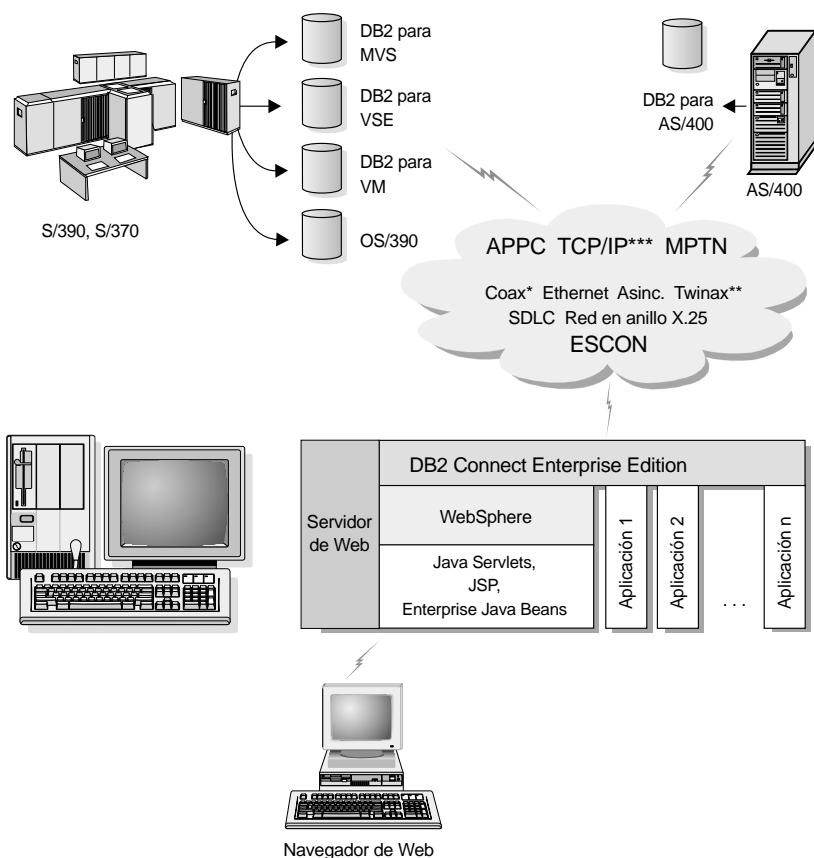 DB2 para
MVS
DB2 para
VSE
DB2 para
VM
OS/390
S/390, S/370
DB2 para
AS/400
AS/400
APPC TCP/IP*** MPTN
Coax* Ethernet Asinc. Twinax**
SDLC Red en anillo X.25
ESCON
DB2 Connect Enterprise Edition
Servidor
de Web
WebSphere
Java Servlets,
JSP,
Enterprise Java Beans
Aplicación 1
Aplicación 2
. . .
Aplicación n
Navegador de Web